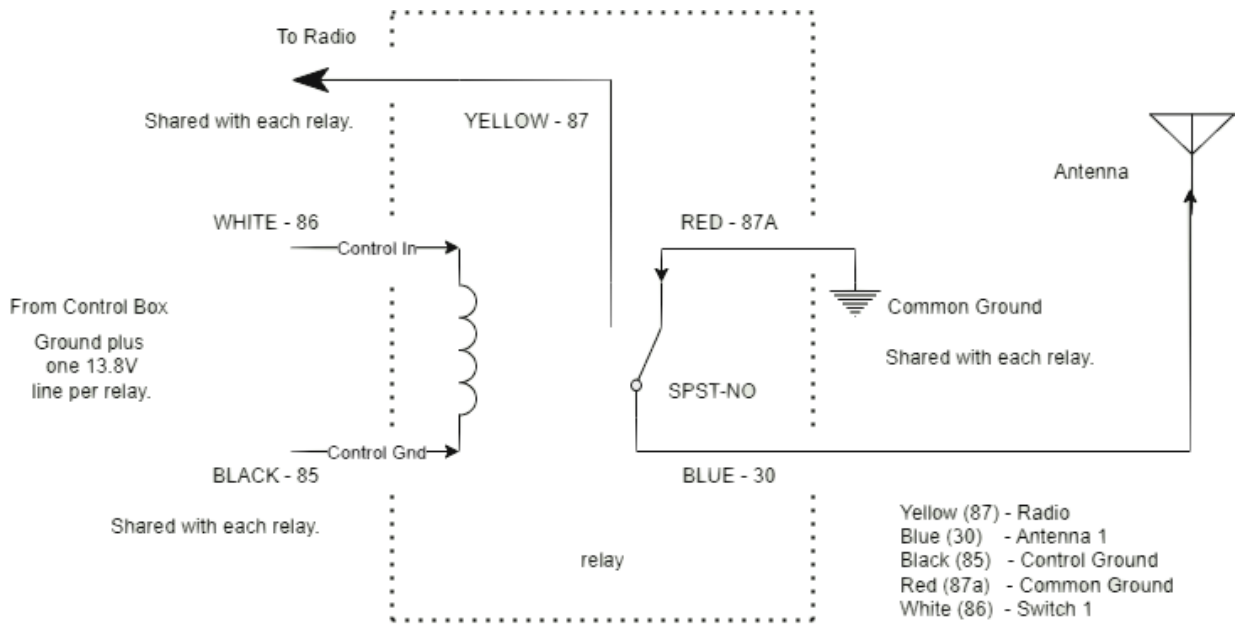 To Radio
Shared with each relay.
YELLOW - 87
Antenna
WHITE - 86
RED - 87A
Control In
From Control Box
Ground plus
one 13.8V
line per relay.
Common Ground
Shared with each relay.
SPST-NO
Control Gnd
BLACK - 85
BLUE - 30
Shared with each relay.
relay
Yellow (87) - Radio
Blue (30) - Antenna 1
Black (85) - Control Ground
Red (87a) - Common Ground
White (86) - Switch 1